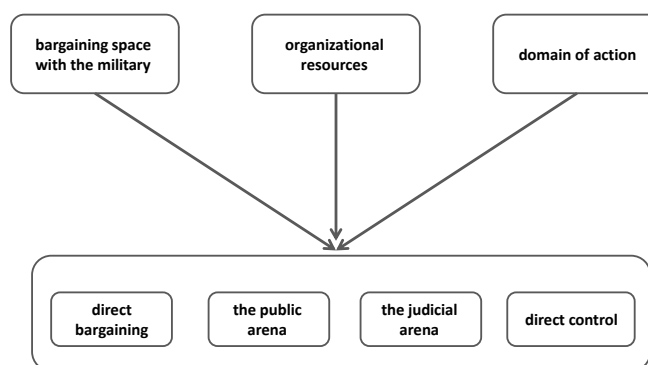 bargaining space
with the military
organizational
resources
domain of action
direct
bargaining
the public
arena
the judicial
arena
direct control